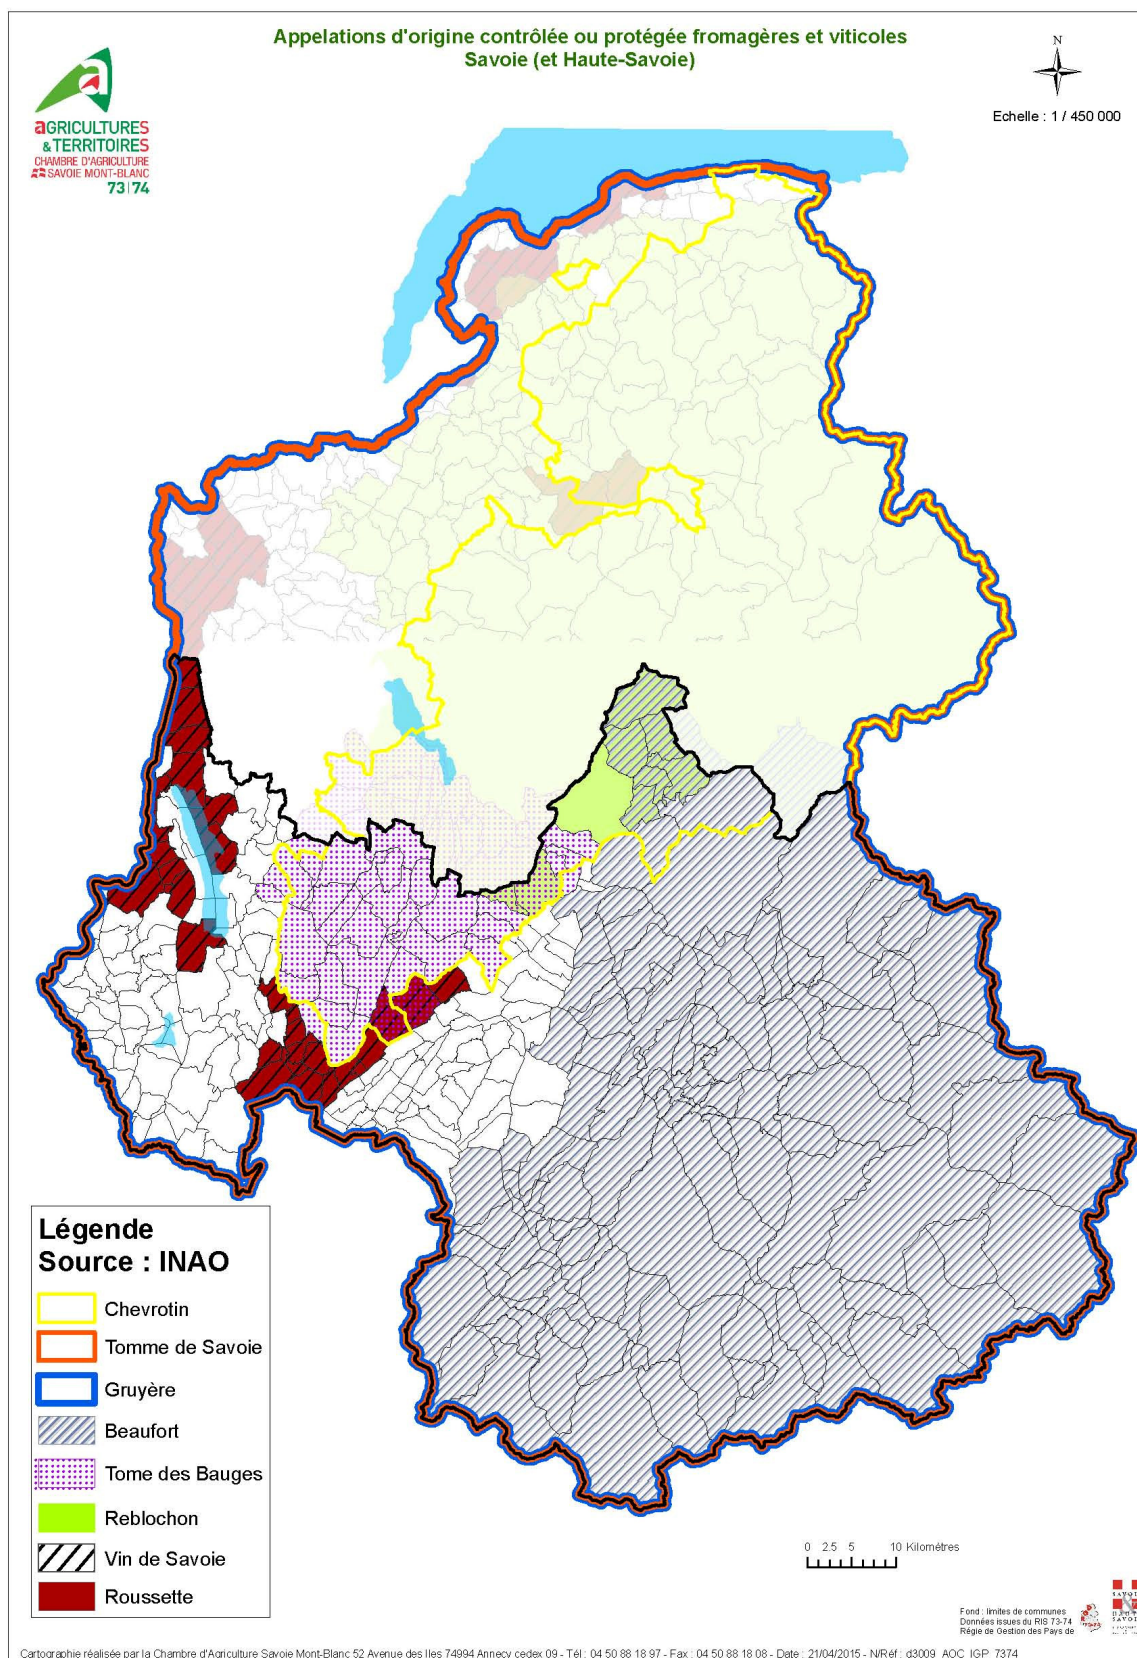 Appelations d'origine contrôlée ou protégée fromagères et viticoles
Savoie (et Haute-Savoie)
N
Echelle : 1 / 450 000
aGRICULTURES
& TERRITOIRES
CHAMBRE D'AGRICULTURE
SAVOIE MONT-BLANC
73|74
Légende
Source : INAO
Chevrotin
Tomme de Savoie
Gruyère
Beaufort
Tome des Bauges
Reblochon
Vin de Savoie
Roussette
0 2.5 5 10 Kilomètres
Fond : limites de communes
Données issues du RIS 73-74
Régie de Gestion des Pays de
SAVOIE
&
HAUTE
SAVOIE
Cartographie réalisée par la Chambre d'Agriculture Savoie Mont-Blanc 52 Avenue des Iles 74994 Annecy cedex 09 - Tél : 04 50 88 18 97 - Fax : 04 50 88 18 08 - Date : 21/04/2015 - N/Réf : d3009_AOC_IGP_7374